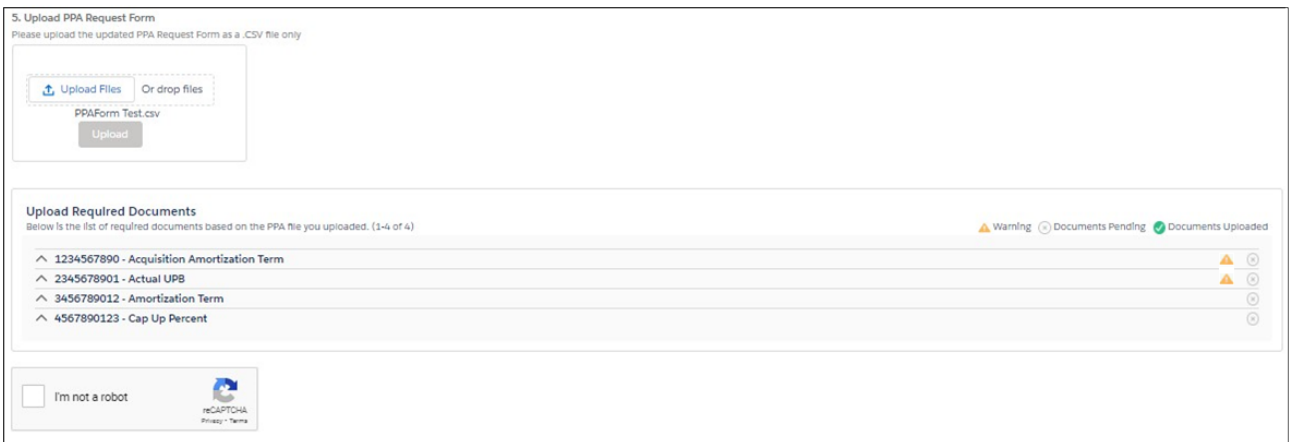 5. Upload PPA Request Form
Please upload the updated PPA Request Form as a .CSV file only
Upload Files Or drop files
PPAForm Test.csv
Upload
Upload Required Documents
Below is the list of required documents based on the PPA file you uploaded. (1-4 of 4)
Warning Documents Pending Documents Uploaded
1234567890 - Acquisition Amortization Term
2345678901 - Actual UPB
3456789012 - Amortization Term
4567890123 - Cap Up Percent
I'm not a robot
reCAPTCHA
Privacy - Terms